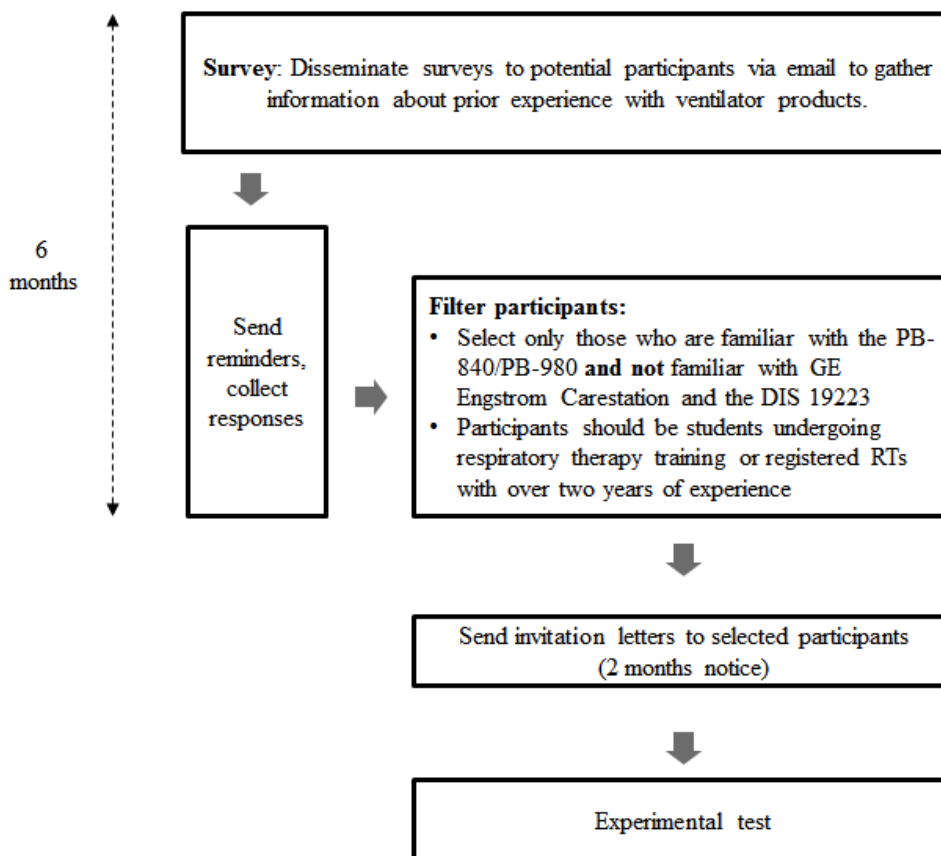 Survey: Disseminate surveys to potential participants via email to gather
information about prior experience with ventilator products.
6
months
Send
reminders,
collect
responses
Filter participants:
• Select only those who are familiar with the PB-
840/PB-980 and not familiar with GE
Engstrom Carestation and the DIS 19223
• Participants should be students undergoing
respiratory therapy training or registered RTs
with over two years of experience
Send invitation letters to selected participants
(2 months notice)
Experimental test